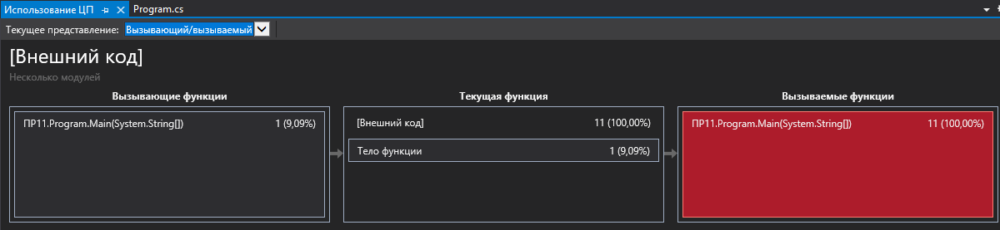 Использование ЦП Program.cs
Текущее представление: Вызывающий/вызываемый
[Внешний код]
Несколько модулей
Вызывающие функции Текущая функция Вызываемые функции
ПР11.Program.Main(System.String[]) 1 (9,09%) [Внешний код] 11 (100,00%) ПР11.Program.Main(System.String[]) 11 (100,00%)
Тело функции 1 (9,09%)